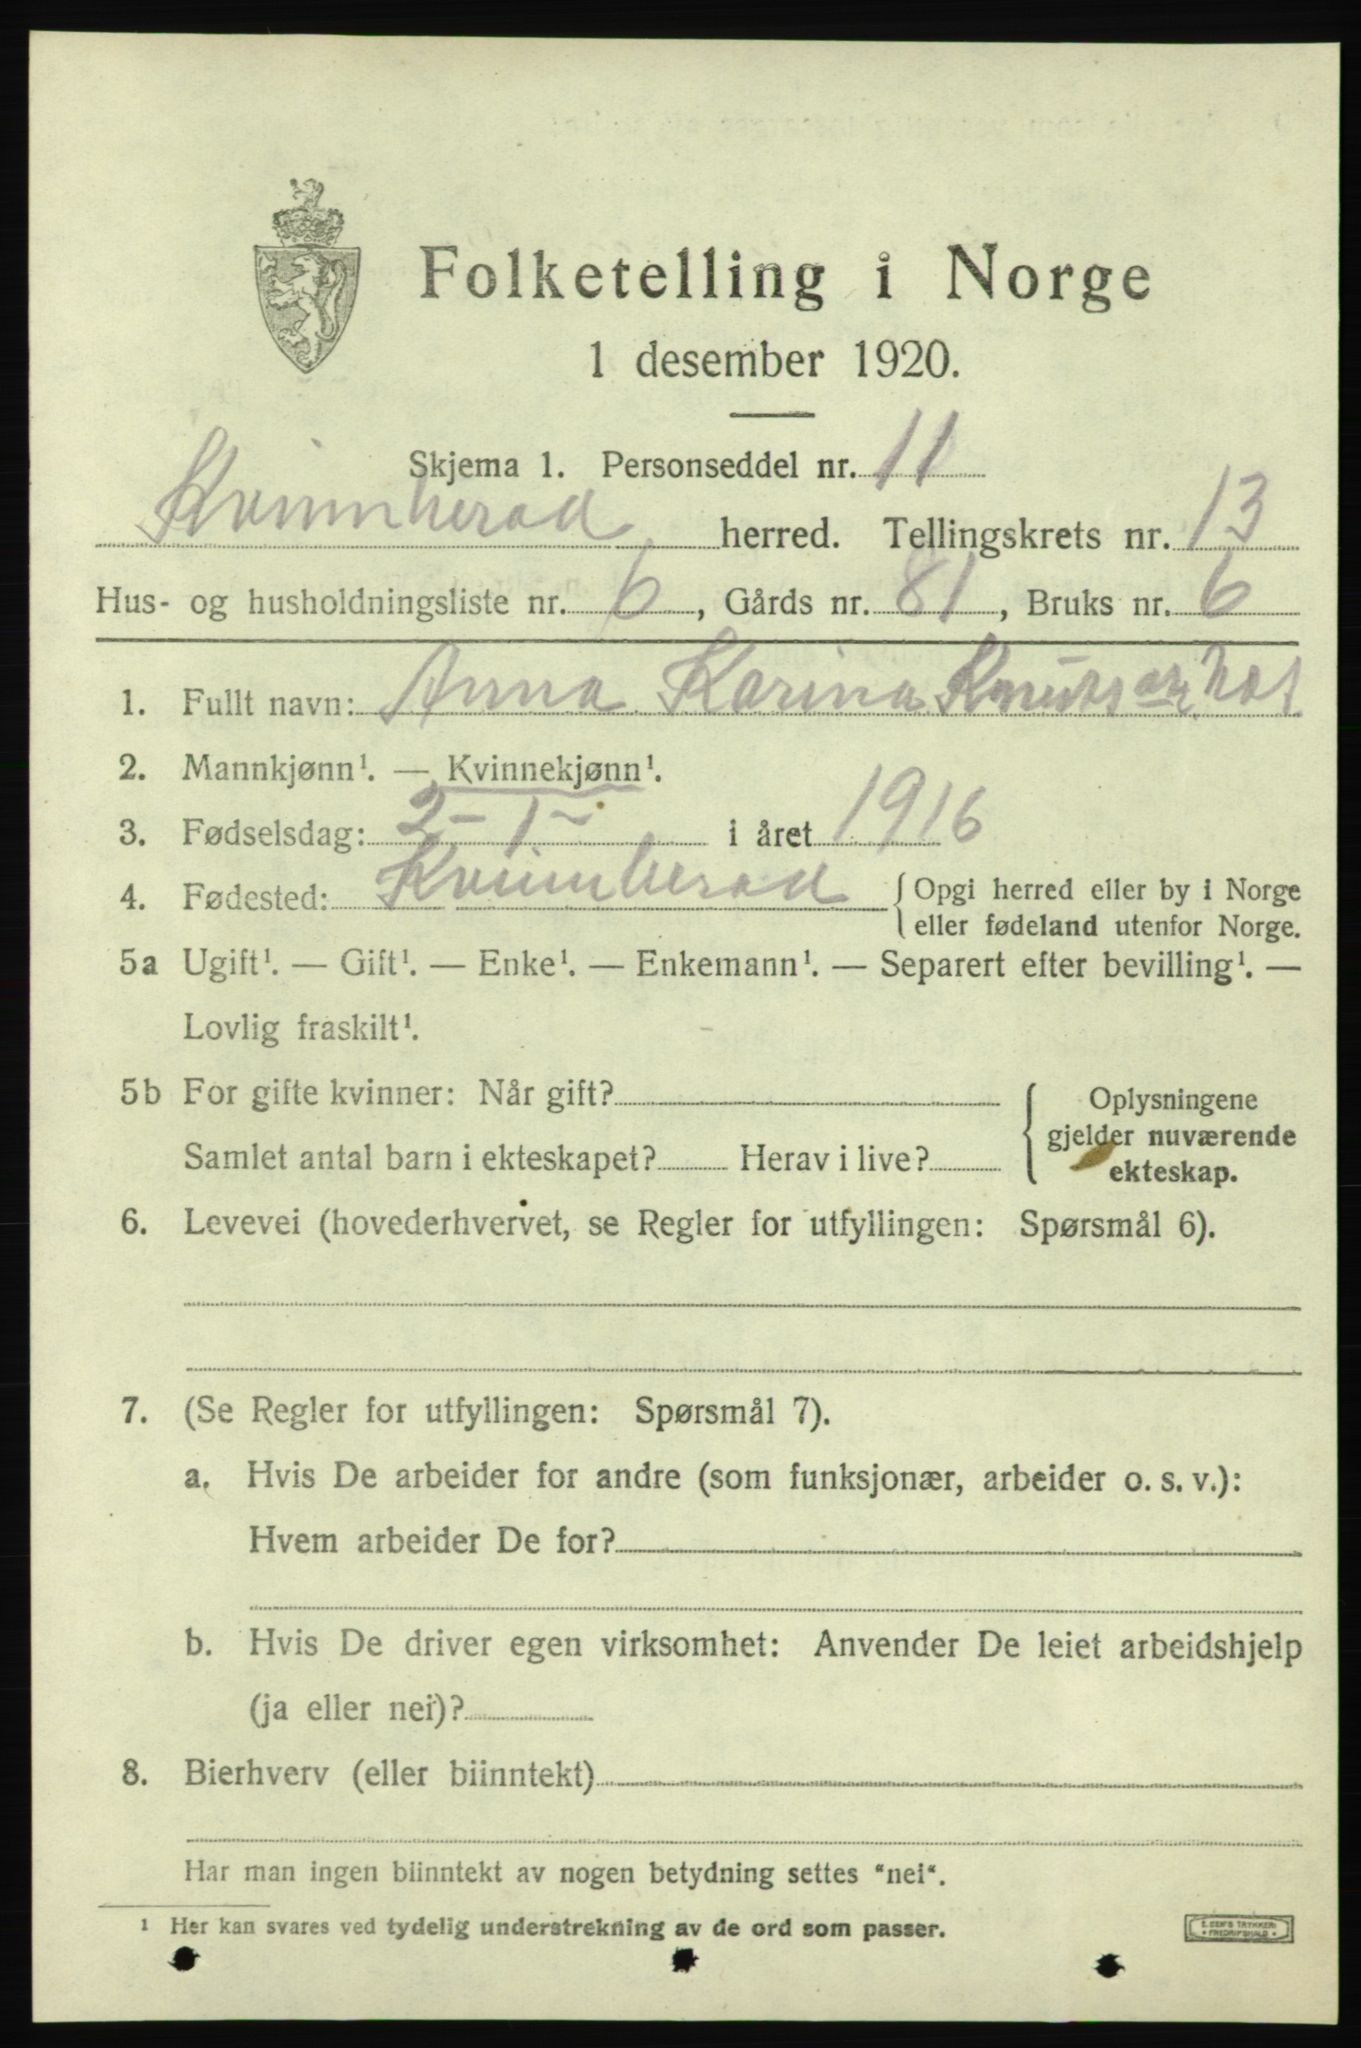 Folketelling i Norge
1 desember 1920.
Skjema 1. Personseddel nr. 11
Kvinnherad herred. Tellingskrets nr. 13
Hus- og husholdningsliste nr. 6, Gårds nr. 81, Bruks nr. 6
1. Fullt navn: Anna Karina
2. Mannkjønn¹. — Kvinnekjønn¹.
3. Fødselsdag: 2-1- i året 1916
4. Fødested: Kvinnherad {Opgi herred eller by i Norge
eller fødeland utenfor Norge.
5a Ugift¹. — Gift¹. — Enke¹. — Enkemann¹. — Separert efter bevilling¹. —
Lovlig fraskilt¹.
5b For gifte kvinner: Når gift? { Oplysningene
gjelder nuværende
Samlet antal barn i ekteskapet? Herav i live?
ekteskap.
6. Levevei (hovederhvervet, se Regler for utfyllingen: Spørsmål 6).
7. (Se Regler for utfyllingen: Spørsmål 7).
a. Hvis De arbeider for andre (som funksjonær, arbeider o. s. v.):
Hvem arbeider De for?
b. Hvis De driver egen virksomhet: Anvender De leiet arbeidshjelp
(ja eller nei)?
8. Bierhverv (eller biinntekt)
Har man ingen biinntekt av nogen betydning settes "nei".
¹ Her kan svares ved tydelig understrekning av de ord som passer.